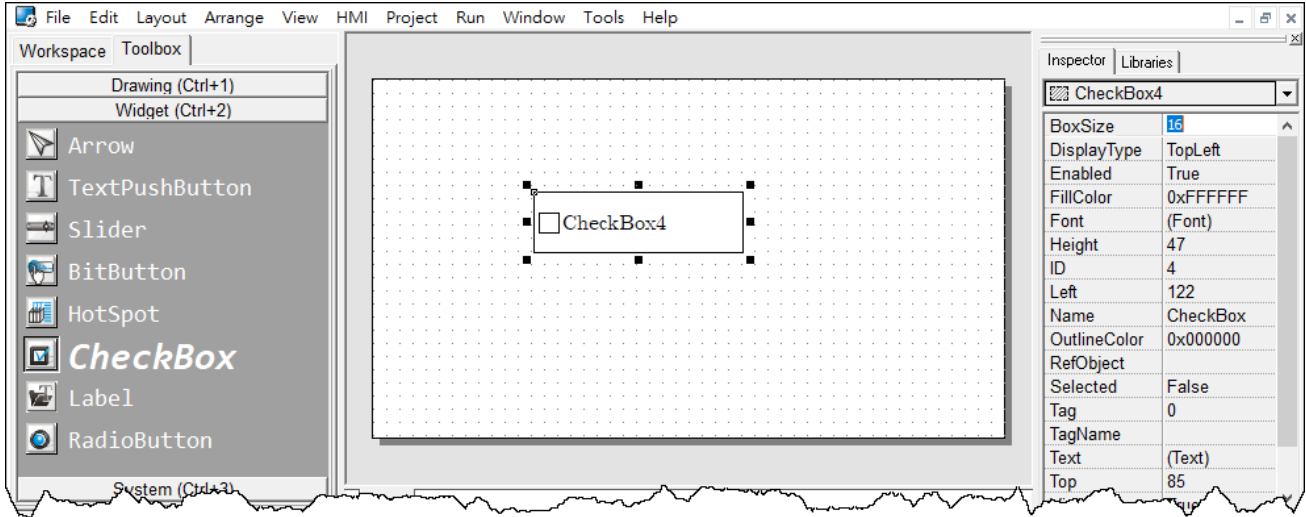 File Edit Layout Arrange View HMI Project Run Window Tools Help
Workspace Toolbox
Drawing (Ctrl+1)
Widget (Ctrl+2)
Arrow
TextPushButton
Slider
BitButton
HotSpot
CheckBox
Label
RadioButton
System (Ctrl+3)
CheckBox4
Inspector Libraries
CheckBox4
BoxSize 16
DisplayType TopLeft
Enabled True
FillColor 0xFFFFFF
Font (Font)
Height 47
ID 4
Left 122
Name CheckBox
OutlineColor 0x000000
RefObject
Selected False
Tag 0
TagName
Text (Text)
Top 85